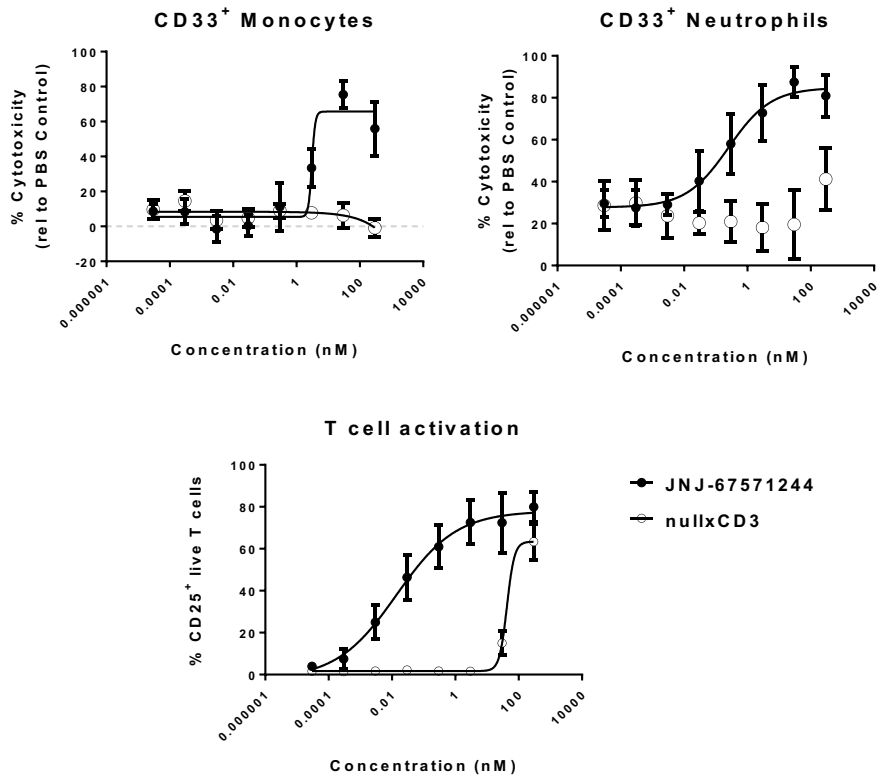 CD33+ Monocytes
% Cytotoxicity
(rel to PBS Control)
100
80
60
40
20
0
-20
0.000001
0.0001
0.01
1
100
10000
Concentration (nM)
CD33+ Neutrophils
% Cytotoxicity
(rel to PBS Control)
100
80
60
40
20
0
0.000001
0.0001
0.01
1
100
10000
Concentration (nM)
T cell activation
% CD25+ live T cells
100
80
60
40
20
0
0.000001
0.0001
0.01
1
100
10000
Concentration (nM)
JNJ-67571244
nullxCD3